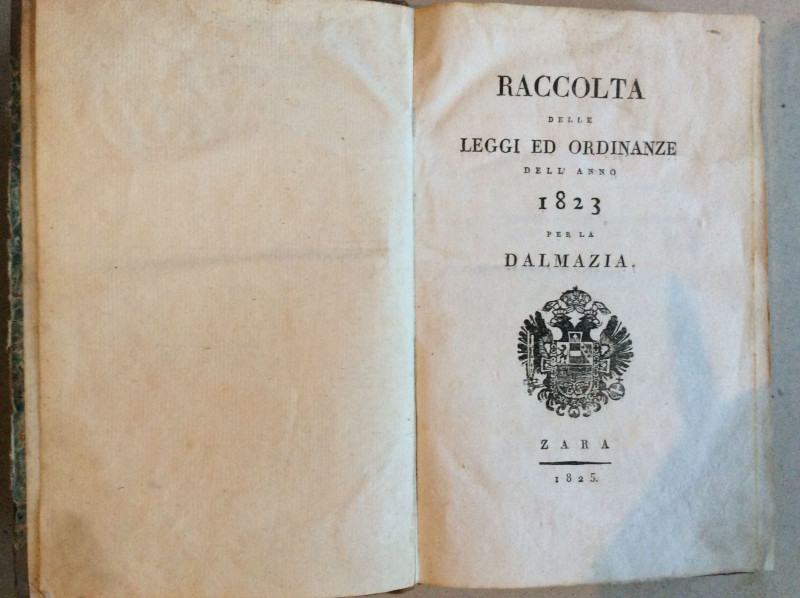 RACCOLTA
DELLE
LEGGI ED ORDINANZE
DELL' ANNO
1823
PER LA
DALMAZIA.
ZARA
1825.